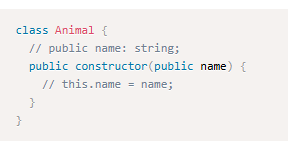 class Animal {
  // public name: string;
  public constructor(public name) {
    // this.name = name;
  }
}